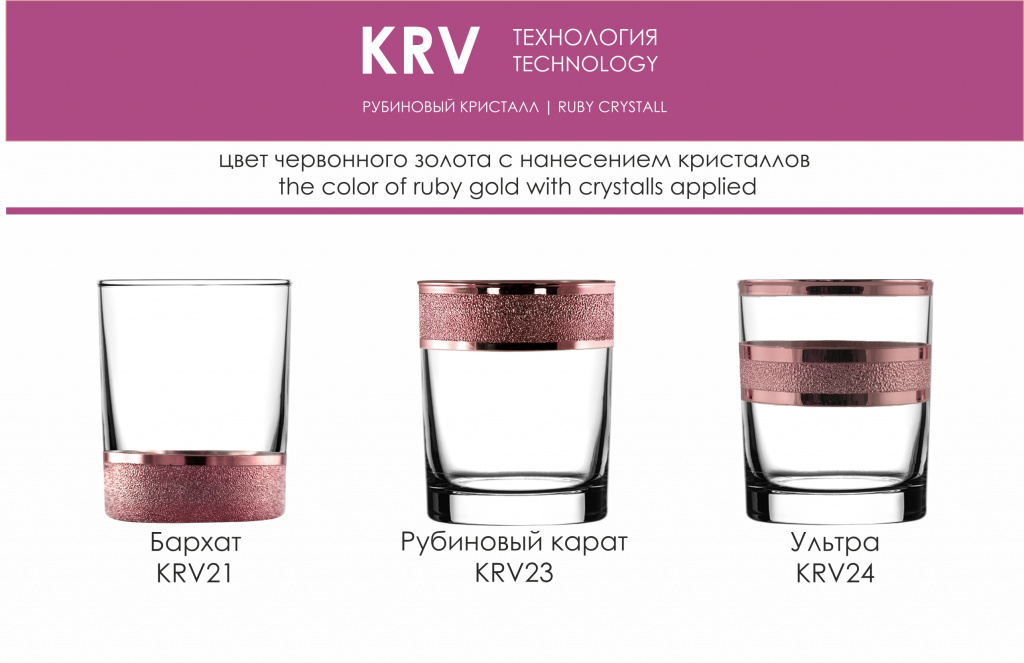 KRV
ТЕХНОЛОГИЯ
TECHNOLOGY
РУБИНОВЫЙ КРИСТАЛЛ | RUBY CRYSTALL
цвет червонного золота с нанесением кристаллов
the color of ruby gold with crystalls applied
Бархат
KRV21
Рубиновый карат
KRV23
Ультра
KRV24